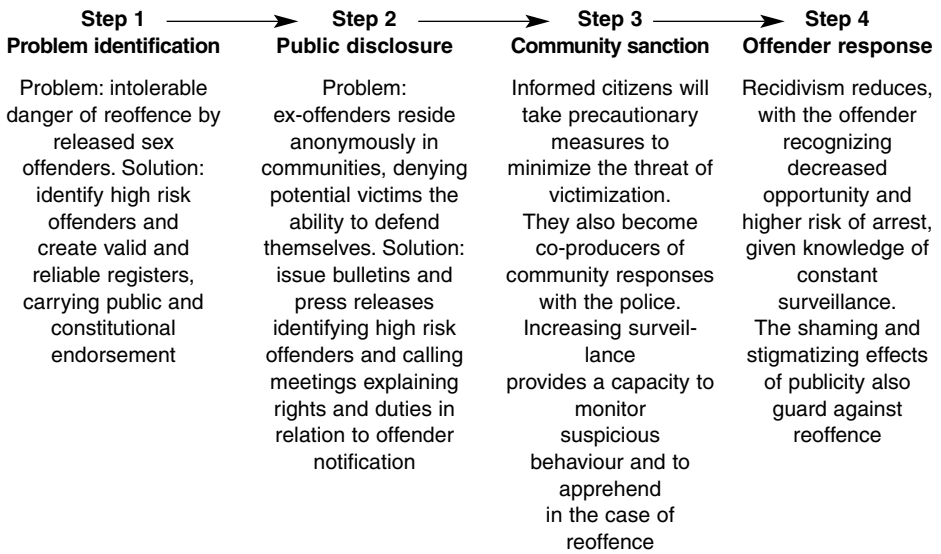 Step 1
Problem identification
Problem: intolerable
danger of reoffence by
released sex
offenders. Solution:
identify high risk
offenders and
create valid and
reliable registers,
carrying public and
constitutional
endorsement
Step 2
Public disclosure
Problem:
ex-offenders reside
anonymously in
communities, denying
potential victims the
ability to defend
themselves. Solution:
issue bulletins and
press releases
identifying high risk
offenders and calling
meetings explaining
rights and duties in
relation to offender
notification
Step 3
Community sanction
Informed citizens will
take precautionary
measures to
minimize the threat of
victimization.
They also become
co-producers of
community responses
with the police.
Increasing surveil-
lance
provides a capacity to
monitor
suspicious
behaviour and to
apprehend
in the case of
reoffence
Step 4
Offender response
Recidivism reduces,
with the offender
recognizing
decreased
opportunity and
higher risk of arrest,
given knowledge of
constant
surveillance.
The shaming and
stigmatizing effects
of publicity also
guard against
reoffence